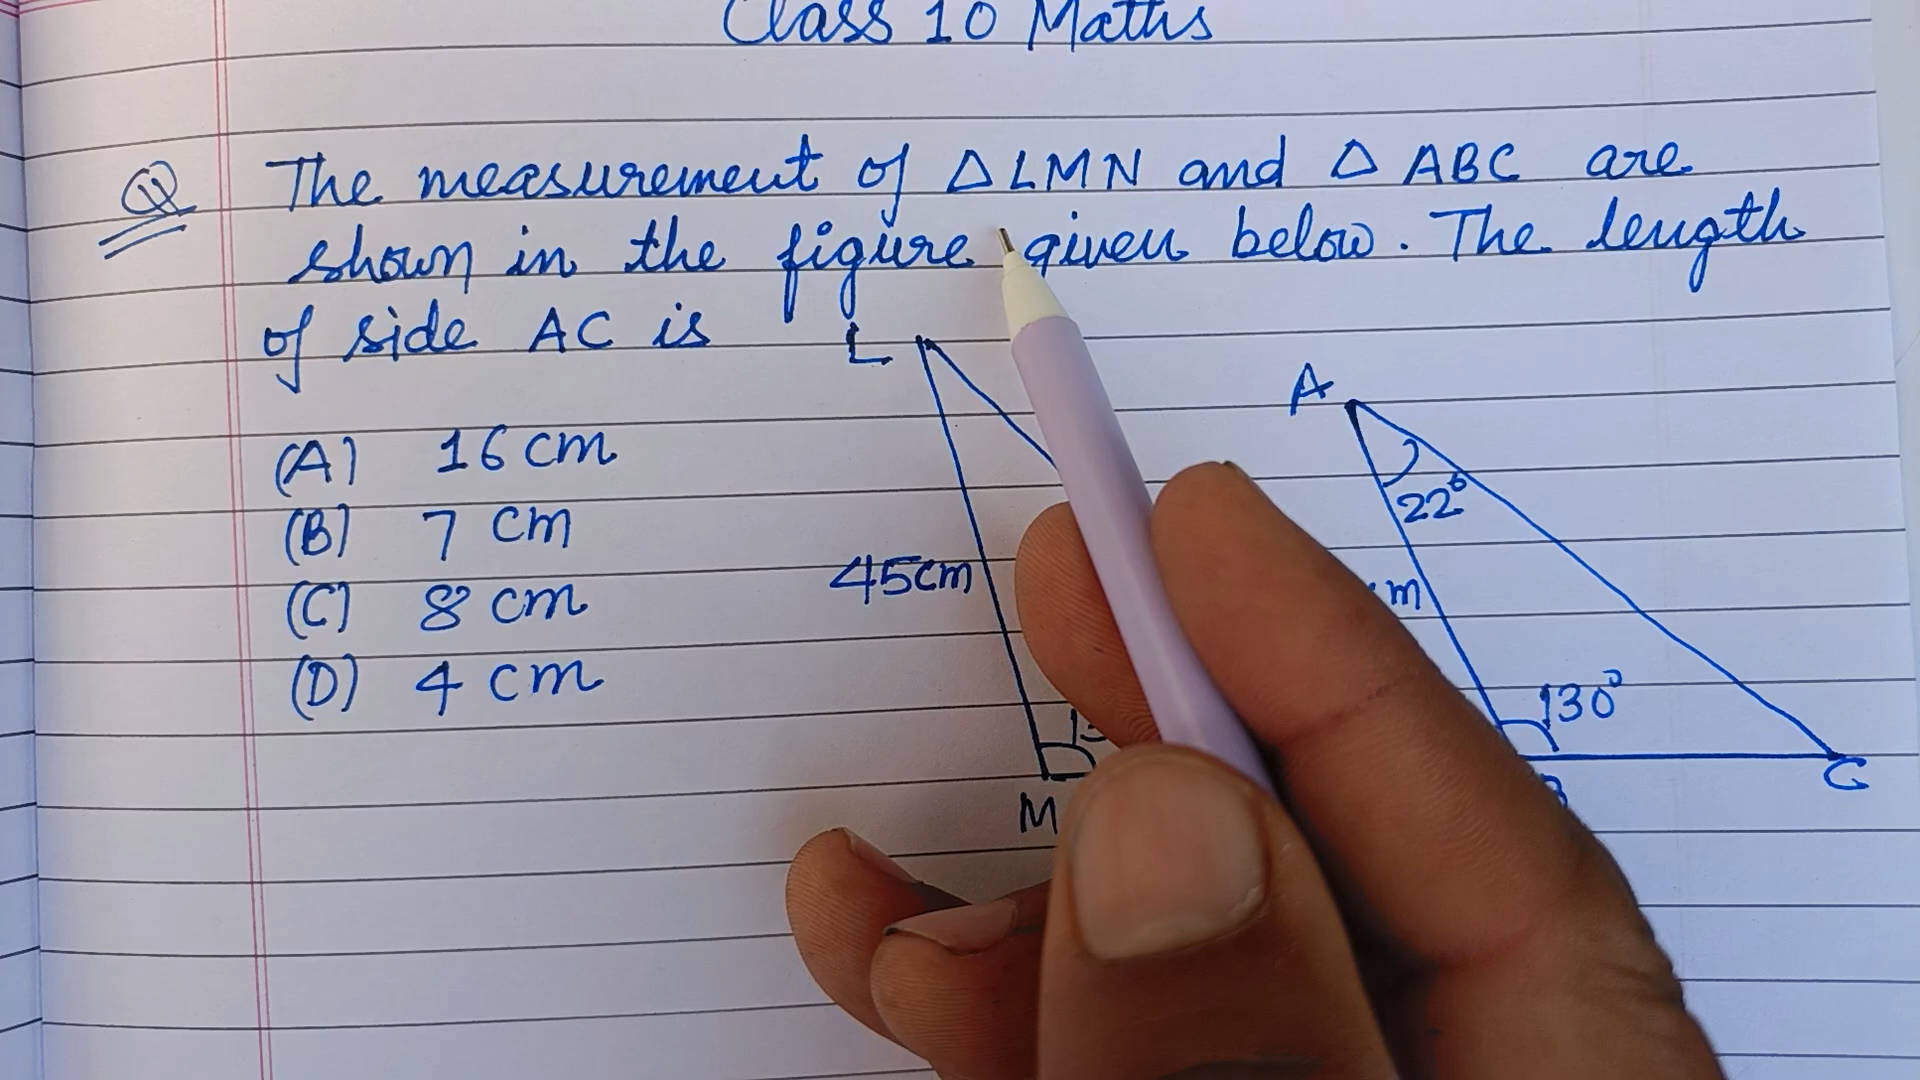 Class 10 Maths
Q The measurement of △LMN and △ ABC are
shown in the figure given below. The length
of side AC is
(A) 16 cm
(B) 7 cm
(C) 8 cm
(D) 4 cm
L
45cm
M
A
22°
m
130°
C